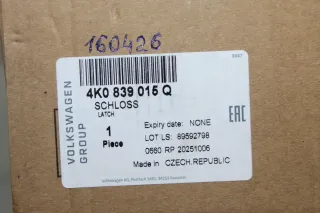 160426
4K0 839 015 Q
SCHLOSS
LATCH
1
Piece
Expiry date: NONE
LOT LS: 89592798
0660 RP 20251006
Made in CZECH.REPUBLIC
VOLKSWAGEN
GROUP
EAC